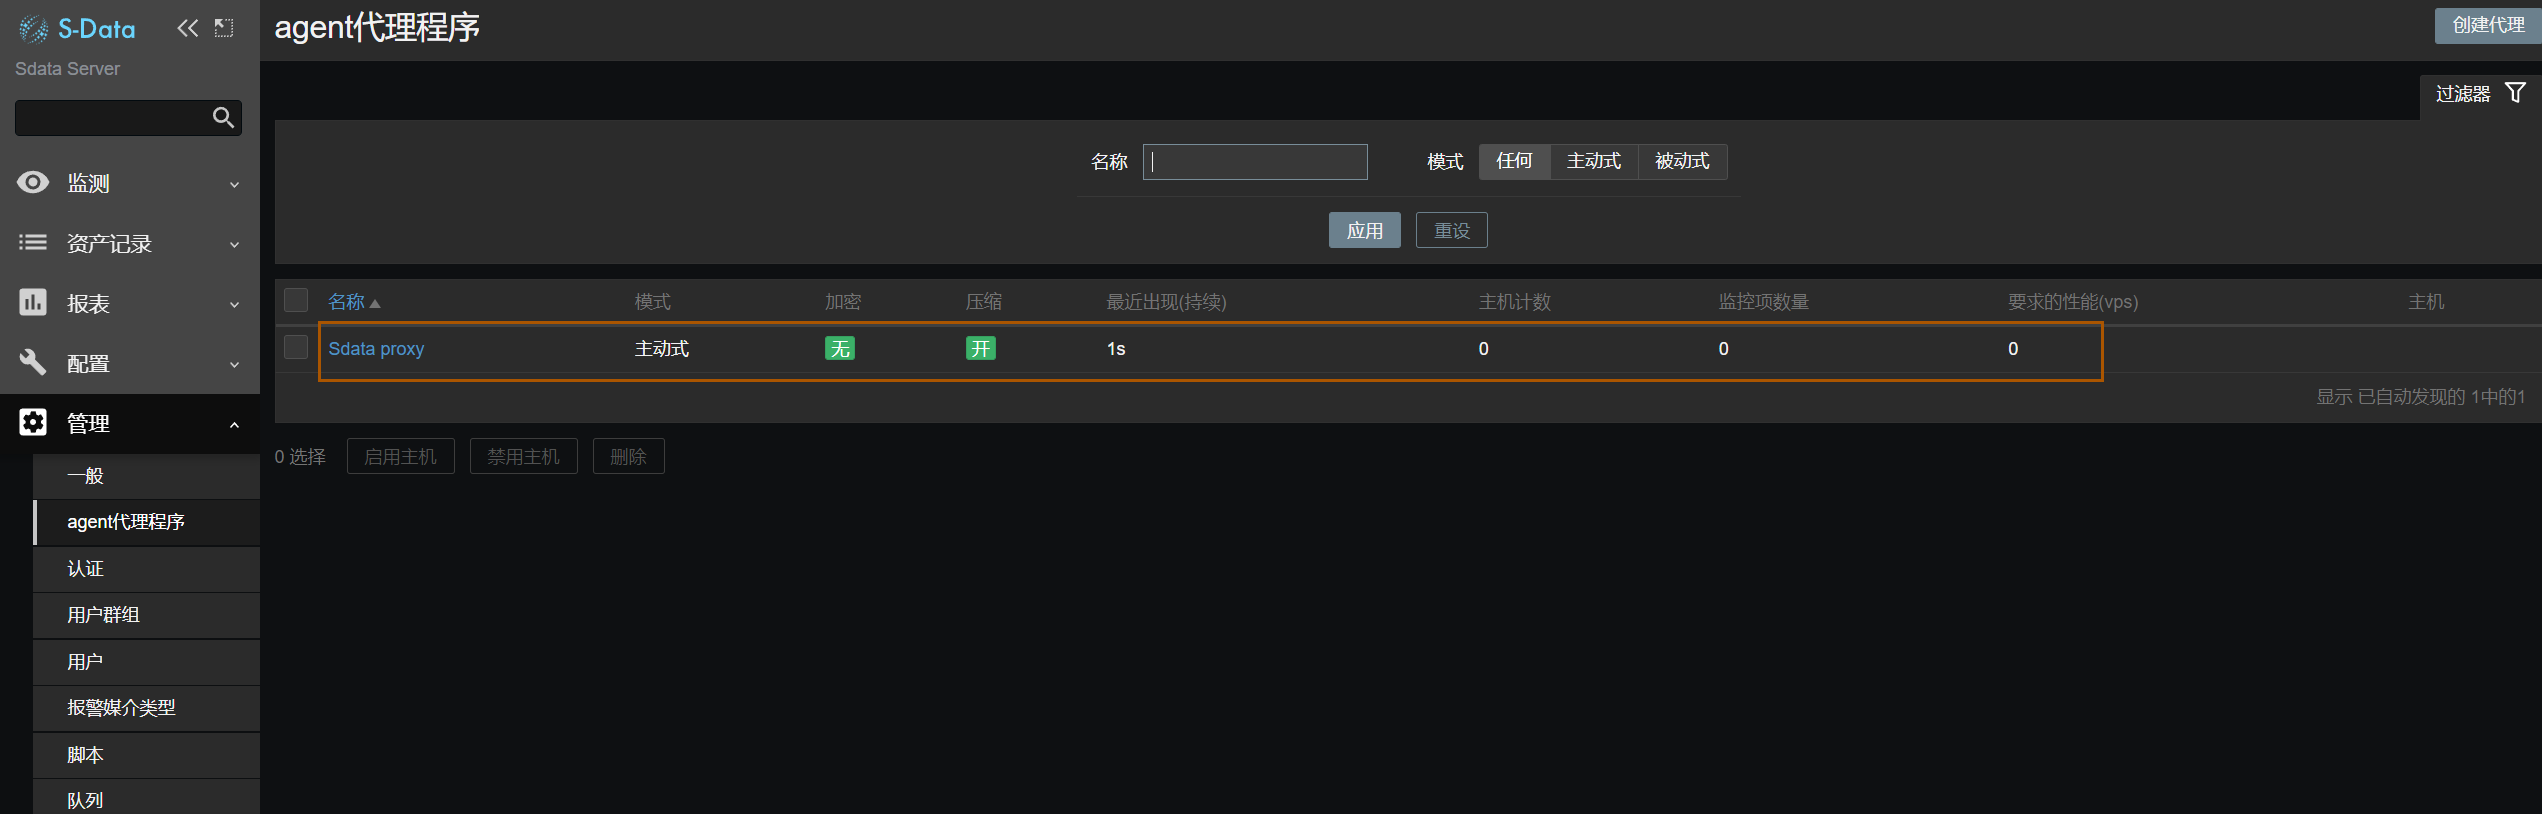 S-Data
Sdata Server
监测
资产记录
报表
配置
管理
一般
agent代理程序
认证
用户群组
用户
报警媒介类型
脚本
队列
agent代理程序
创建代理
过滤器
名称 模式 任何 主动式 被动式
应用 重设
名称 模式 加密 压缩 最近出现(持续) 主机计数 监控项数量 要求的性能(vps) 主机
Sdata proxy 主动式 无 开 1s 0 0 0
显示 已自动发现的 1中的1
0 选择 启用主机 禁用主机 删除